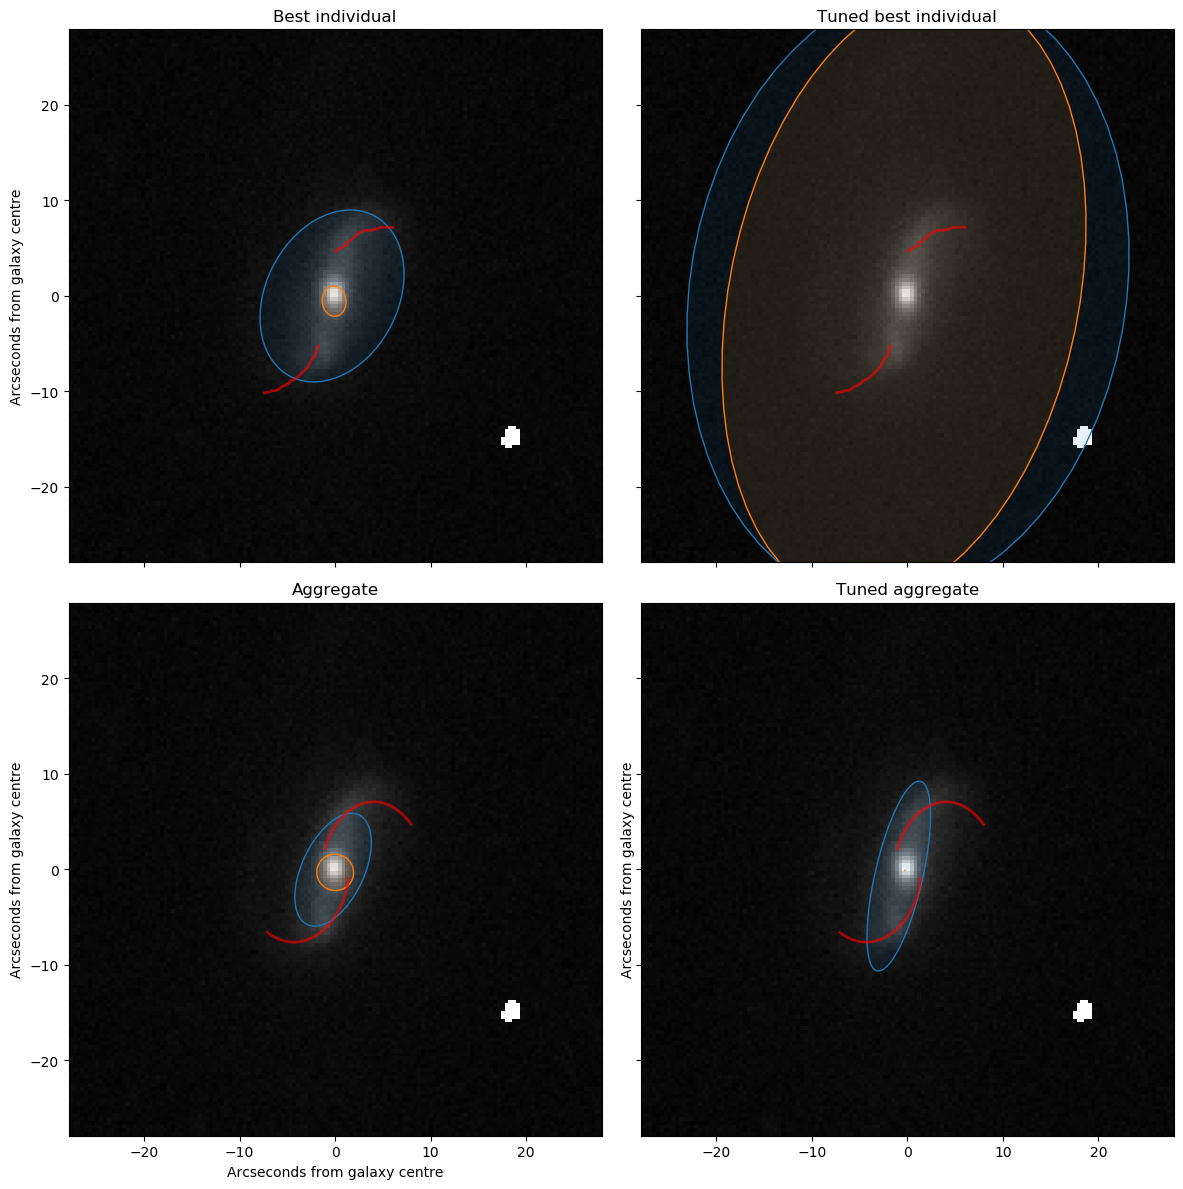 Best individual
Tuned best individual
Arcseconds from galaxy centre
20
10
0
−10
−20
Aggregate
Tuned aggregate
Arcseconds from galaxy centre
20
10
0
−10
−20
Arcseconds from galaxy centre
−20 −10 0 10 20
−20 −10 0 10 20
Arcseconds from galaxy centre